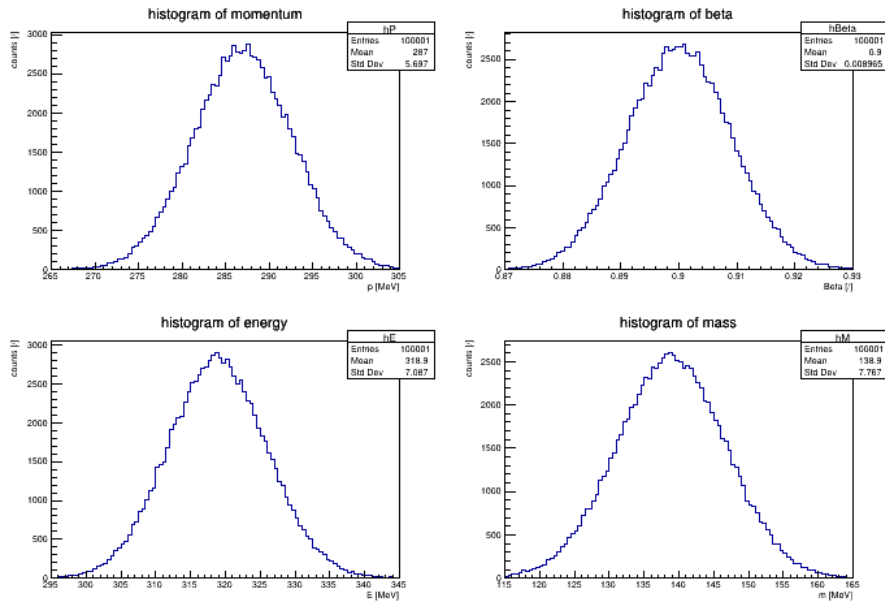 histogram of momentum
hP
Entries 100001
Mean 287
Std Dev 5.697
counts [/]
3000
2500
2000
1500
1000
500
0
265 270 275 280 285 290 295 300 305
p [MeV]
histogram of beta
hBeta
Entries 100001
Mean 0.9
Std Dev 0.008965
counts [/]
2500
2000
1500
1000
500
0
0.87 0.88 0.89 0.9 0.91 0.92 0.93
Beta [/]
histogram of energy
hE
Entries 100001
Mean 318.9
Std Dev 7.087
counts [/]
3000
2500
2000
1500
1000
500
0
295 300 305 310 315 320 325 330 335 340 345
E [MeV]
histogram of mass
hM
Entries 100001
Mean 138.9
Std Dev 7.767
counts [/]
2500
2000
1500
1000
500
0
115 120 125 130 135 140 145 150 155 160 165
m [MeV]